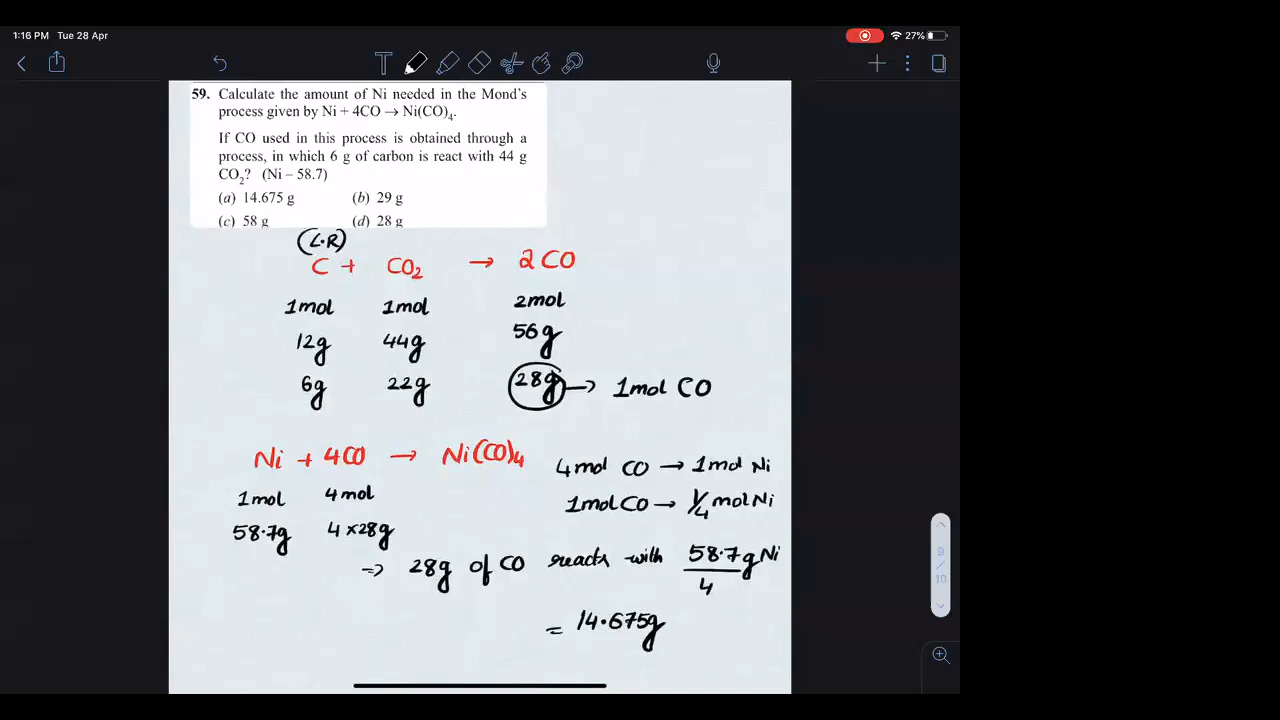 1:16 PM Tue 28 Apr
27%
59. Calculate the amount of Ni needed in the Mond's
process given by Ni + 4CO → Ni(CO)₄.
If CO used in this process is obtained through a
process, in which 6 g of carbon is react with 44 g
CO₂? (Ni – 58.7)
(a) 14.675 g (b) 29 g
(c) 58 g (d) 28 g
(L.R)
C + CO₂ → 2CO
1mol 1mol 2mol
12g 44g 56g
6g 22g 28g → 1mol CO
Ni + 4CO → Ni(CO)₄
4mol CO → 1mol Ni
1mol 4mol
1mol CO → 1/4 mol Ni
58.7g 4×28g
⇒ 28g of CO reacts with 58.7/4 g Ni
= 14.675g
9
/
10